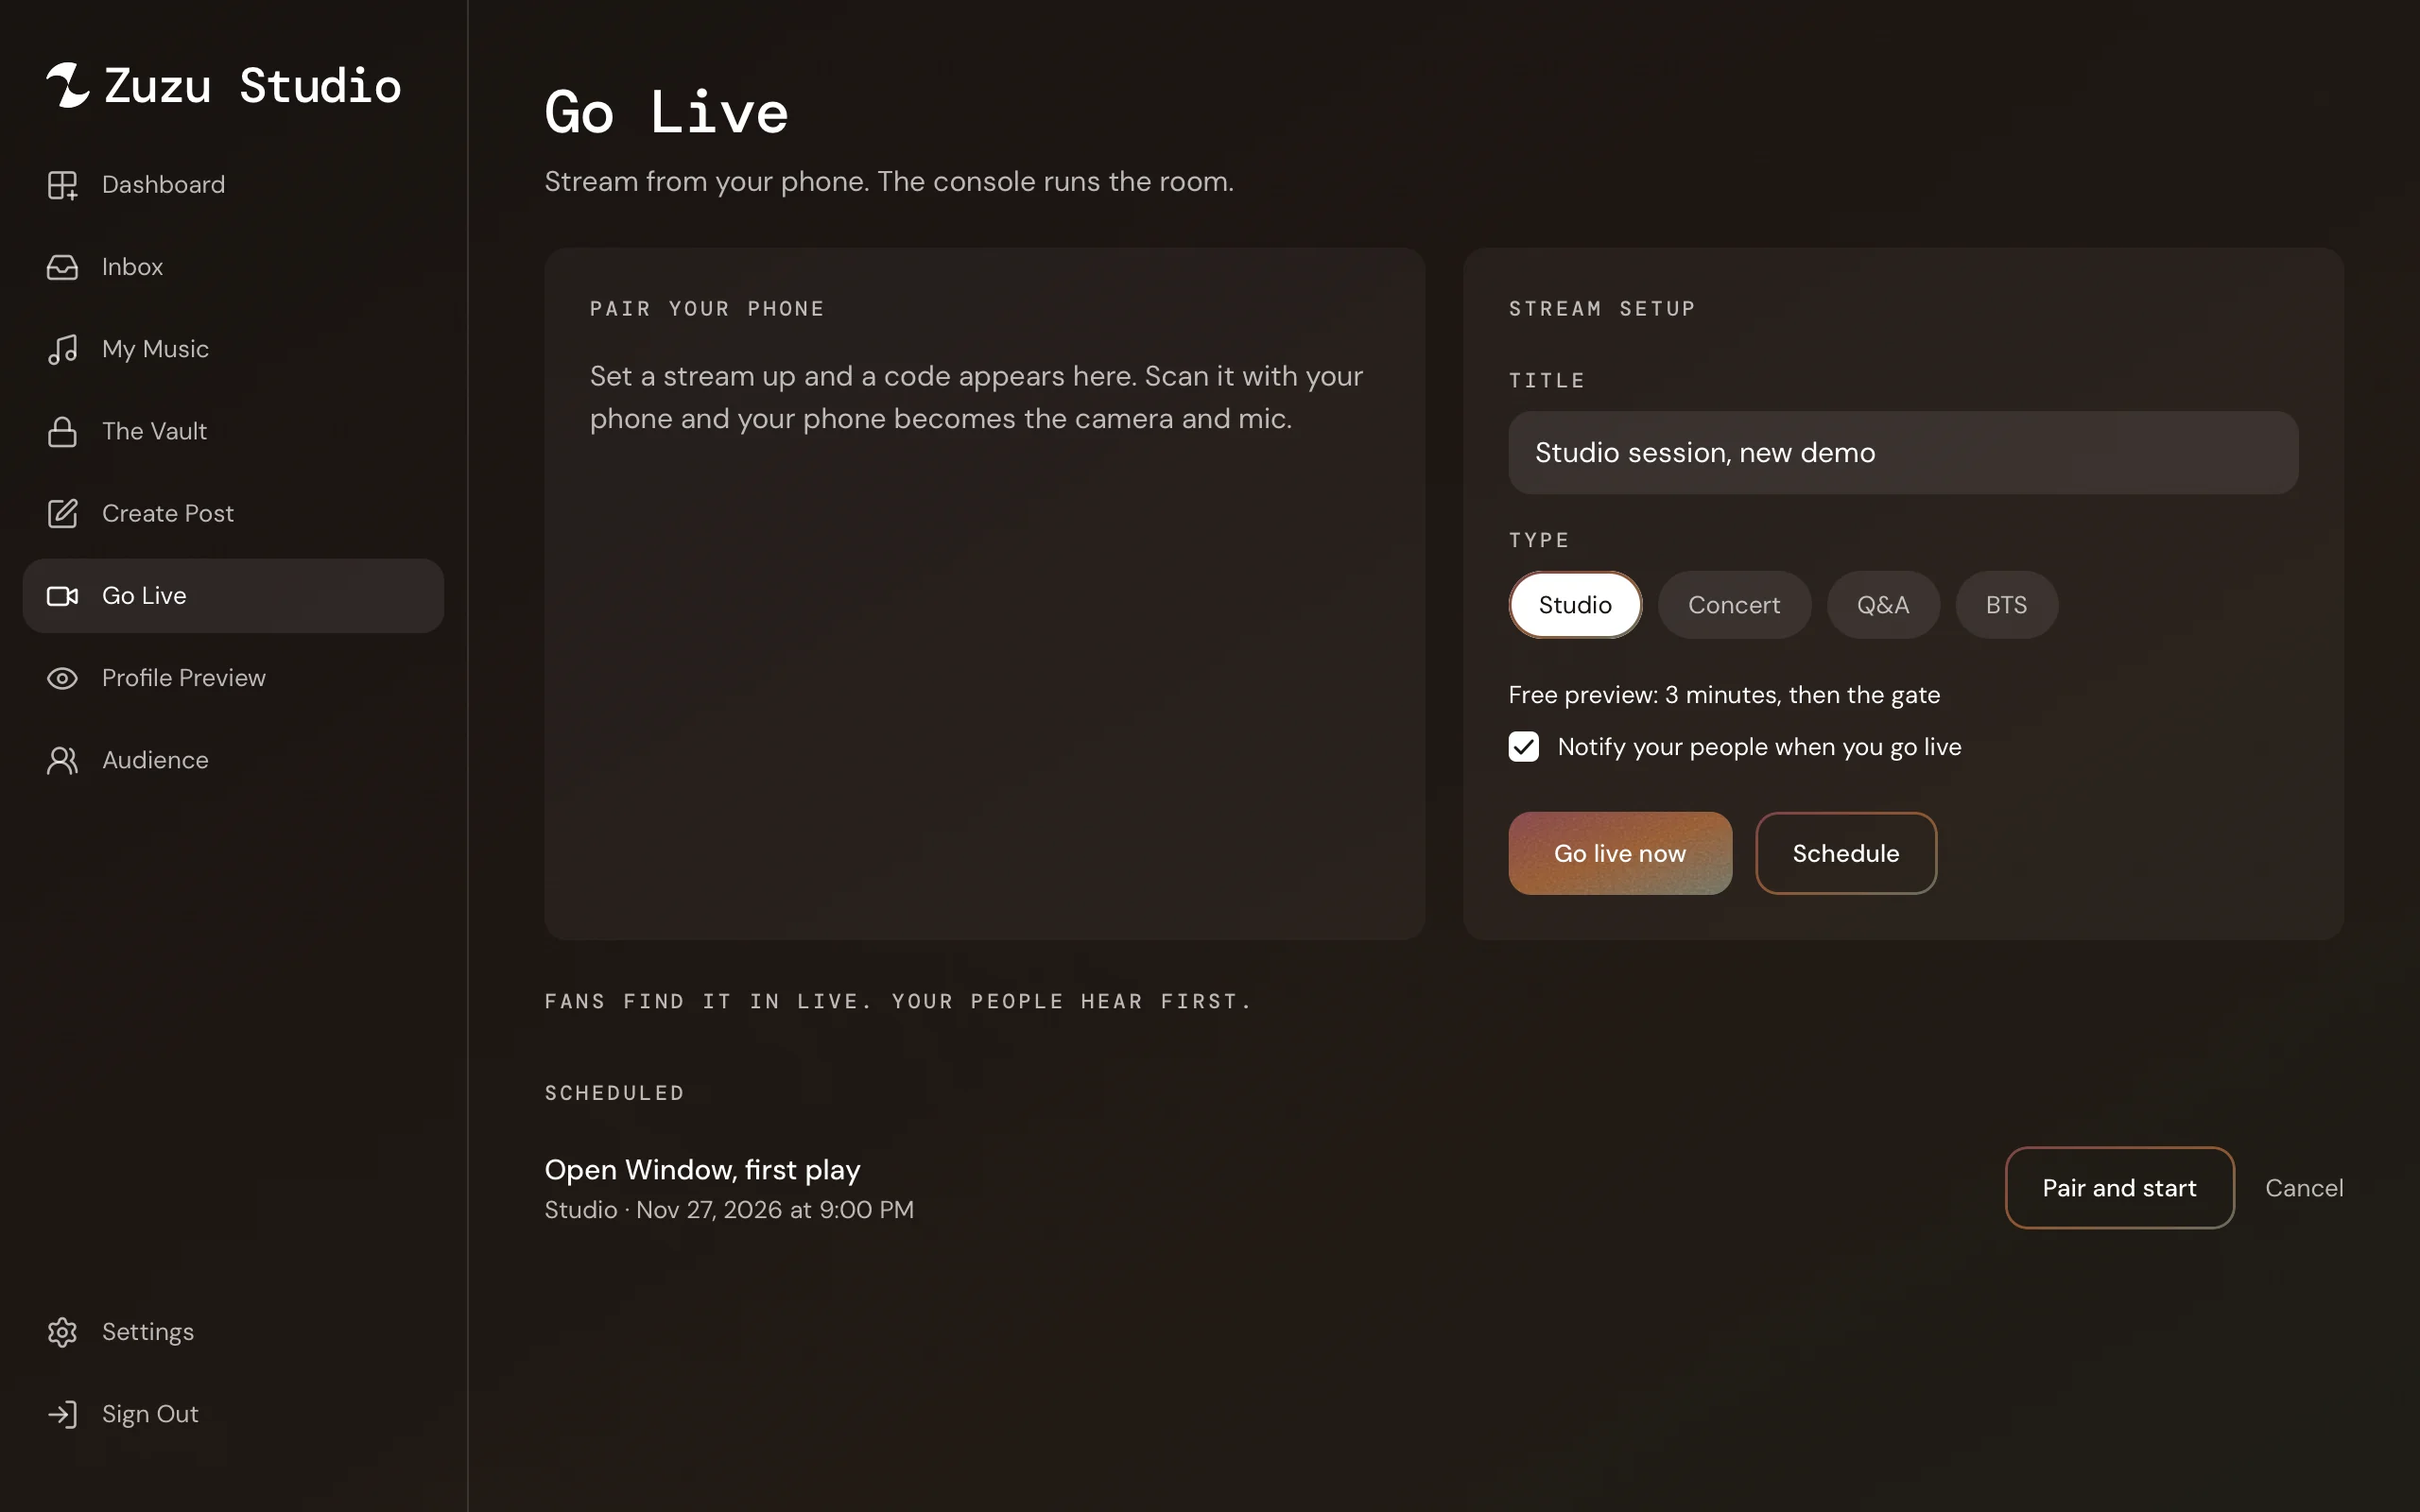 Zuzu Studio
Dashboard
Inbox
My Music
The Vault
Create Post
Go Live
Profile Preview
Audience
Settings
Sign Out
Go Live
Stream from your phone. The console runs the room.
PAIR YOUR PHONE
Set a stream up and a code appears here. Scan it with your
phone and your phone becomes the camera and mic.
STREAM SETUP
TITLE
Studio session, new demo
TYPE
Studio Concert Q&A BTS
Free preview: 3 minutes, then the gate
Notify your people when you go live
Go live now Schedule
FANS FIND IT IN LIVE. YOUR PEOPLE HEAR FIRST.
SCHEDULED
Open Window, first play
Studio · Nov 27, 2026 at 9:00 PM
Pair and start Cancel